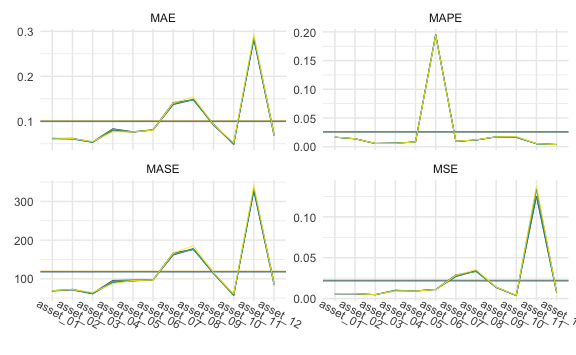 MAE
MAPE
0.3
0.2
0.1
0.20
0.15
0.10
0.05
0.00
MASE
MSE
300
200
100
0.10
0.05
0.00
asset_01
asset_02
asset_03
asset_04
asset_05
asset_06
asset_07
asset_08
asset_09
asset_10
asset_11
asset_12
asset_01
asset_02
asset_03
asset_04
asset_05
asset_06
asset_07
asset_08
asset_09
asset_10
asset_11